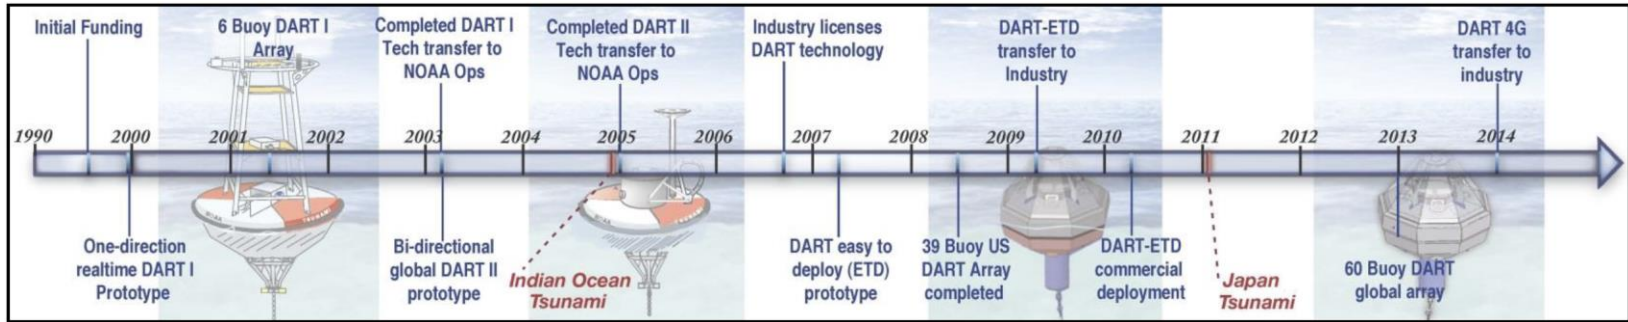 Initial Funding
6 Buoy DART I
Array
Completed DART I
Tech transfer to
NOAA Ops
Completed DART II
Tech transfer to
NOAA Ops
Industry licenses
DART technology
DART-ETD
transfer to
Industry
DART 4G
transfer to
industry
1990
2000
2001
2002
2003
2004
2005
2006
2007
2008
2009
2010
2011
2012
2013
2014
NOAA
TSUNAMI
NOAA
TSUNAMI
One-direction
realtime DART I
Prototype
Bi-directional
global DART II
prototype
Indian Ocean
Tsunami
DART easy to
deploy (ETD)
prototype
39 Buoy US
DART Array
completed
DART-ETD
commercial
deployment
Japan
Tsunami
60 Buoy DART
global array